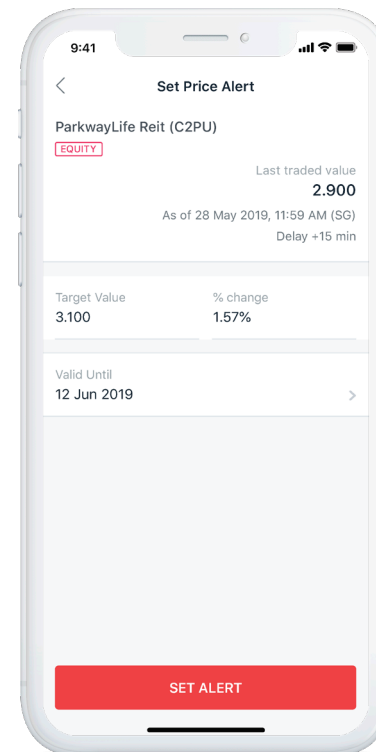 9:41
Set Price Alert
ParkwayLife Reit (C2PU)
EQUITY
Last traded value
2.900
As of 28 May 2019, 11:59 AM (SG)
Delay +15 min
Target Value % change
3.100 1.57%
Valid Until
12 Jun 2019
SET ALERT